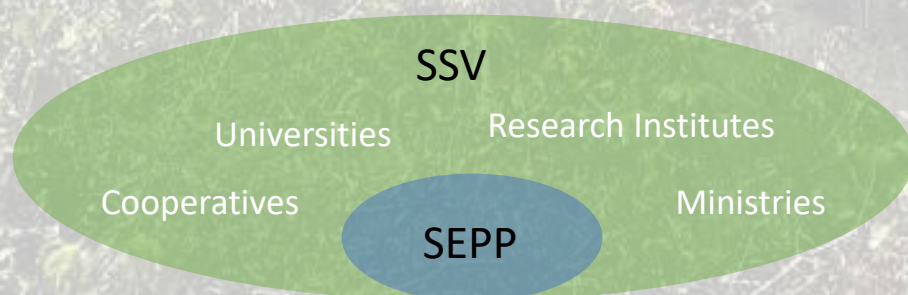 SSV
Universities
Research Institutes
Cooperatives
Ministries
SEPP